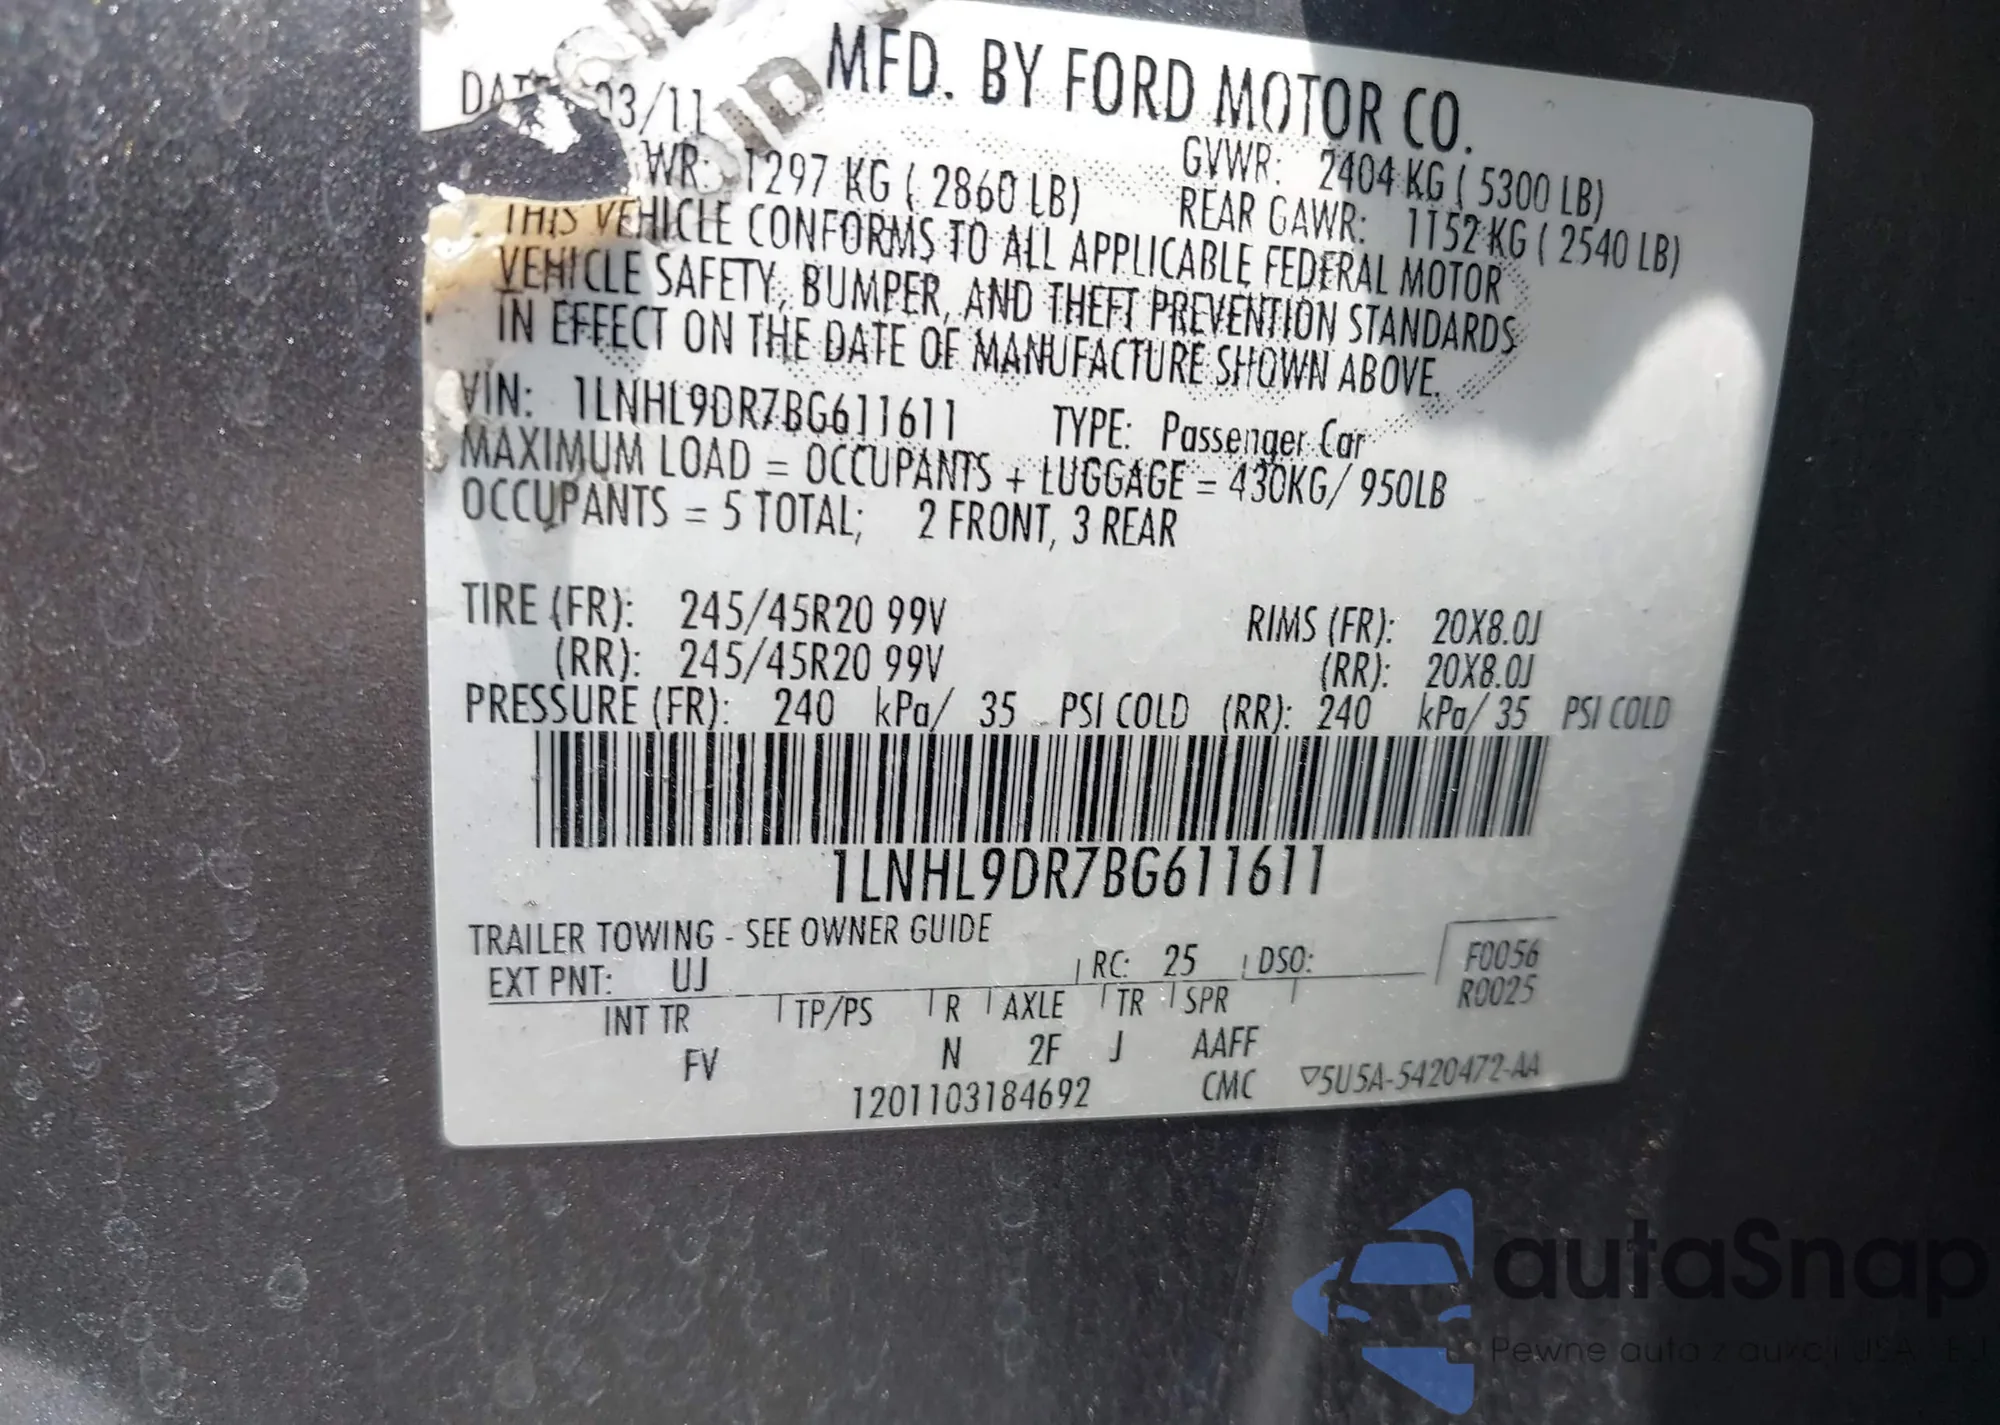 MFD. BY FORD MOTOR CO.
03/11
GVWR: 2404 KG ( 5300 LB)
WR: 1297 KG ( 2860 LB)
REAR GAWR: 1152 KG ( 2540 LB)
THIS VEHICLE CONFORMS TO ALL APPLICABLE FEDERAL MOTOR
VEHICLE SAFETY, BUMPER, AND THEFT PREVENTION STANDARDS
IN EFFECT ON THE DATE OF MANUFACTURE SHOWN ABOVE.
VIN: 1LNHL9DR7BG611611 TYPE: Passenger Car
MAXIMUM LOAD = OCCUPANTS + LUGGAGE = 430KG/ 950LB
OCCUPANTS = 5 TOTAL; 2 FRONT, 3 REAR
TIRE (FR): 245/45R20 99V RIMS (FR): 20X8.0J
(RR): 245/45R20 99V (RR): 20X8.0J
PRESSURE (FR): 240 kPa/ 35 PSI COLD (RR): 240 kPa/ 35 PSI COLD
1LNHL9DR7BG611611
TRAILER TOWING - SEE OWNER GUIDE
EXT PNT: UJ RC: 25 DSO: F0056
R0025
INT TR TP/PS R AXLE TR SPR
FV N 2F J AAFF
1201103184692 CMC ▽5U5A-5420472-AA
autaSnap
Pewne auto z aukcji USA i EU